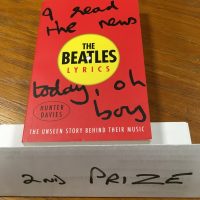 I read
the news
THE
BEATLES
LYRICS
today, oh
boy
HUNTER
DAVIES
THE UNSEEN STORY BEHIND THEIR MUSIC
2ND PRIZE